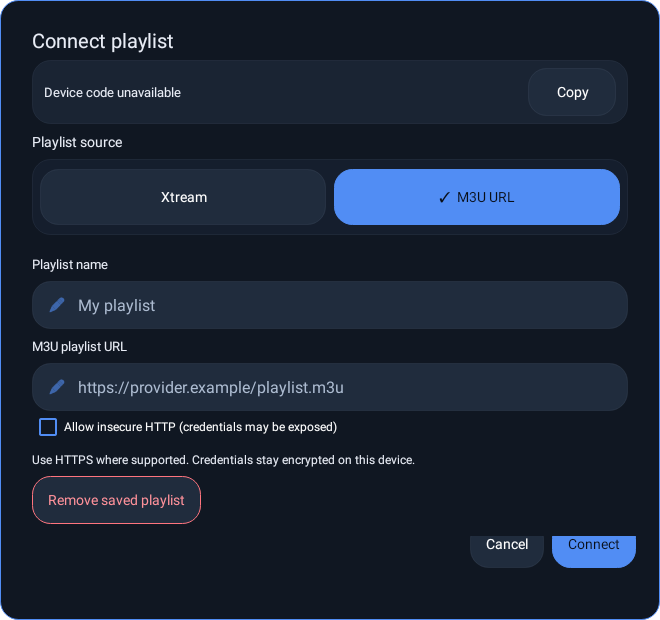 Connect playlist
Device code unavailable
Copy
Playlist source
Xtream
✓ M3U URL
Playlist name
My playlist
M3U playlist URL
https://provider.example/playlist.m3u
Allow insecure HTTP (credentials may be exposed)
Use HTTPS where supported. Credentials stay encrypted on this device.
Remove saved playlist
Cancel
Connect